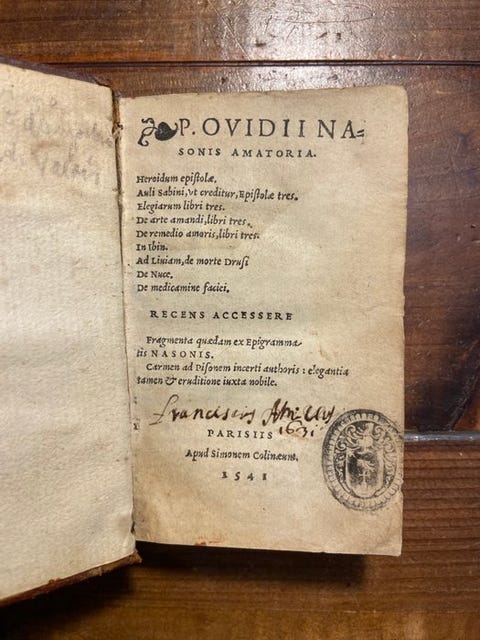 P. OVIDII NA-
SONIS AMATORIA.
Heroidum epistolæ.
Auli Sabini, vt creditur, Epistolæ tres.
Elegiarum libri tres.
De arte amandi, libri tres.
De remedio amoris, libri tres.
In Ibin.
Ad Liuiam, de morte Drusi
De Nuce.
De medicamine faciei.
RECENS ACCESSERE
Fragmenta quædam ex Epigramma-
tis NASONIS.
Carmen ad Pisonem incerti authoris: elegantia
tamen & eruditione iuxta nobile.
Franciscus
1631
PARISIIS
Apud Simonem Colinæum.
1541